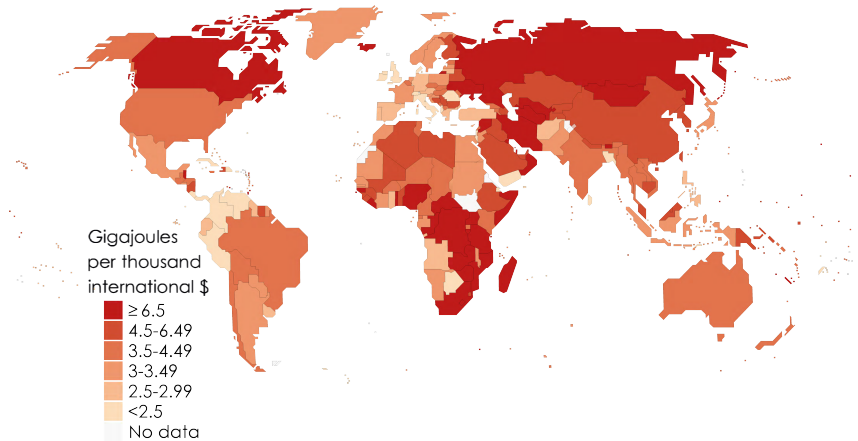 Gigajoules
per thousand
international $
≥ 6.5
4.5-6.49
3.5-4.49
3-3.49
2.5-2.99
<2.5
No data